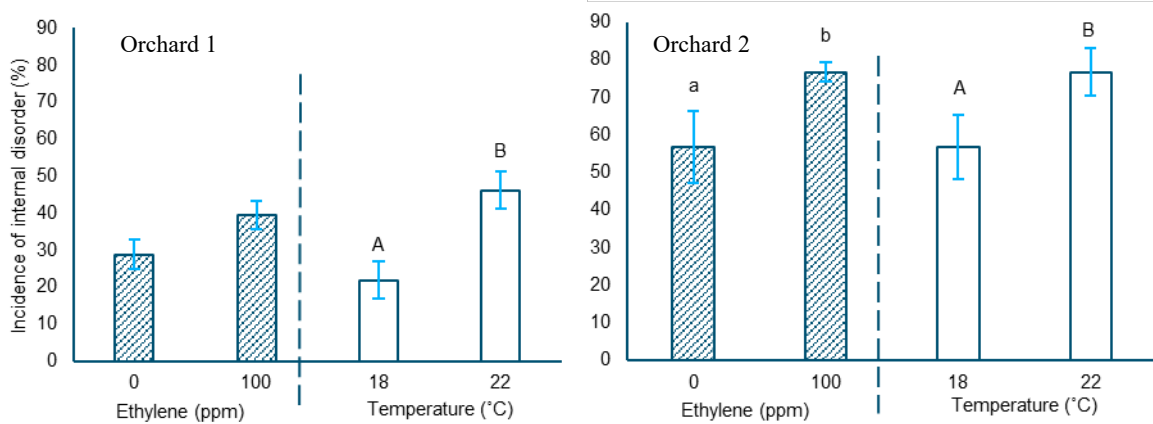 Orchard 1
Incidence of internal disorder (%)
90
80
70
60
50
40
30
20
10
0
A
B
0
100
18
22
Ethylene (ppm)
Temperature (˚C)
Orchard 2
90
80
70
60
50
40
30
20
10
0
a
b
A
B
0
100
18
22
Ethylene (ppm)
Temperature (˚C)